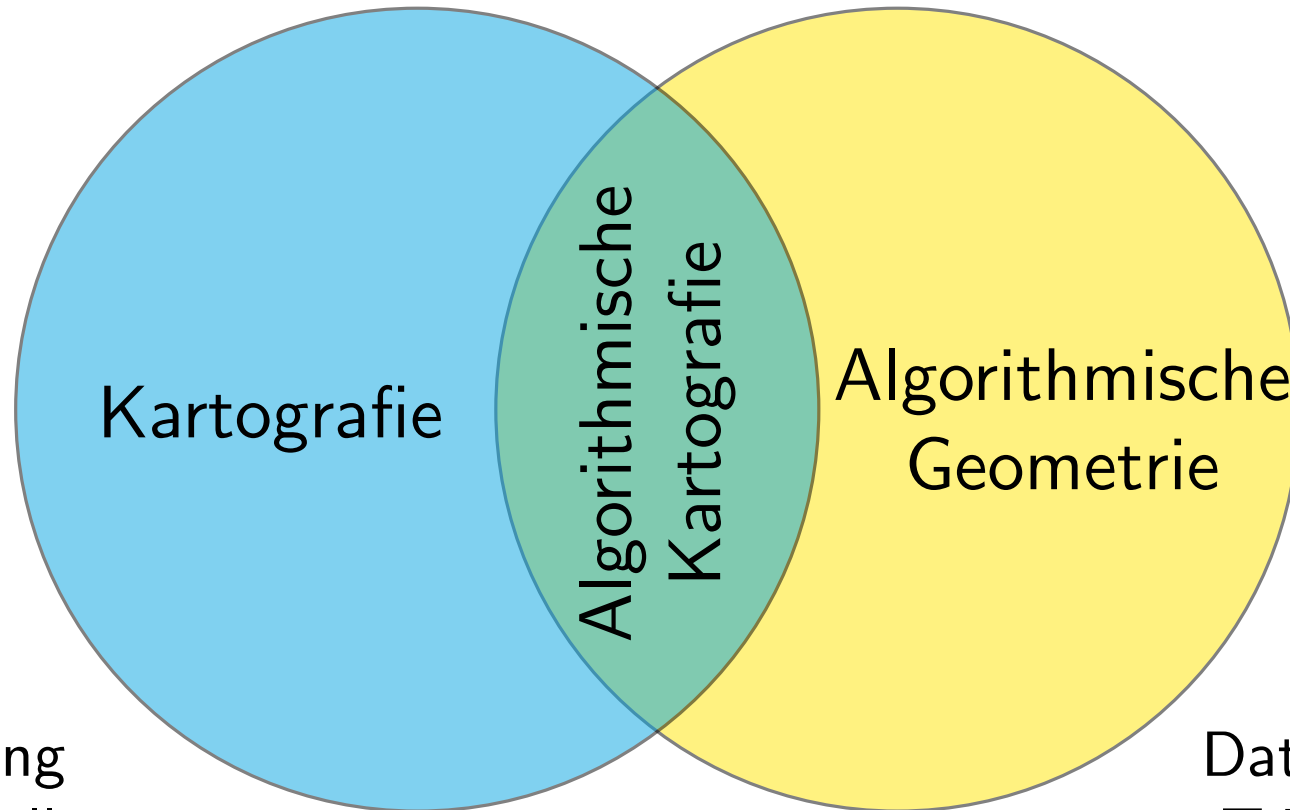 Kartografie
Algorithmische
Kartografie
Algorithmische
Geometrie
ng
Dat